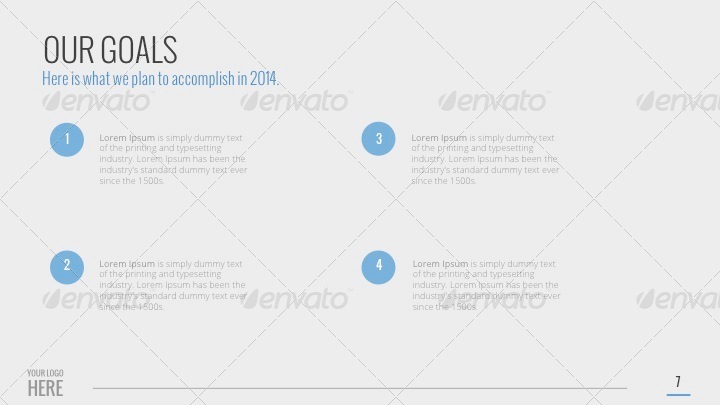 OUR GOALS
Here is what we plan to accomplish in 2014.
envato envato envato envato
1
Lorem Ipsum is simply dummy text
of the printing and typesetting
industry. Lorem Ipsum has been the
industry's standard dummy text ever
since the 1500s.
3
Lorem Ipsum is simply dummy text
of the printing and typesetting
industry. Lorem Ipsum has been the
industry's standard dummy text ever
since the 1500s.
2
Lorem Ipsum is simply dummy text
of the printing and typesetting
industry. Lorem Ipsum has been the
industry's standard dummy text ever
since the 1500s.
4
Lorem Ipsum is simply dummy text
of the printing and typesetting
industry. Lorem Ipsum has been the
industry's standard dummy text ever
since the 1500s.
envato envato envato envato
YOUR LOGO
HERE
7